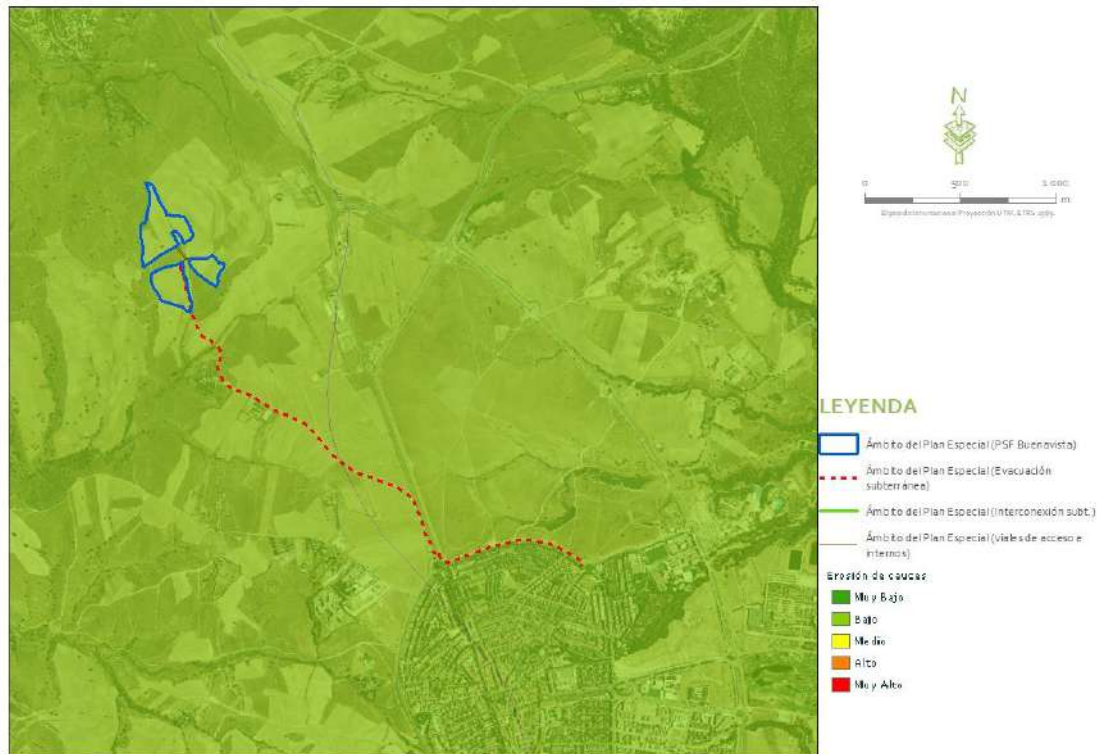 N
0 500 1.000
m
LEYENDA
Ámbito del Plan Especial (PSF Buenavista)
Ámbito del Plan Especial (Evacuación
subterránea)
Ámbito del Plan Especial (Interconexión subt.)
Ámbito del Plan Especial (viales de acceso e
internos)
Erosión de cauces
Muy Bajo
Bajo
Medio
Alto
Muy Alto